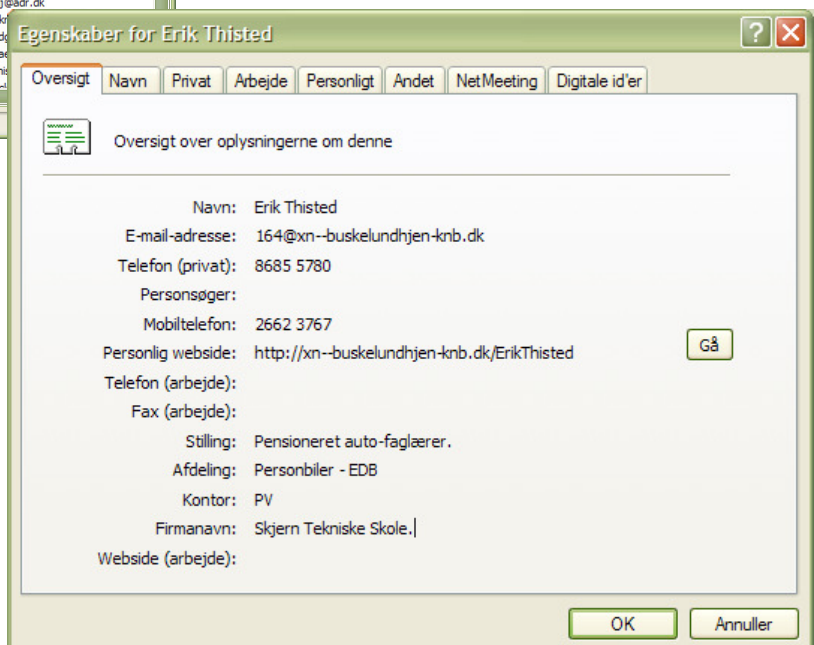 j@adr.dk
Egenskaber for Erik Thisted
Oversigt Navn Privat Arbejde Personligt Andet NetMeeting Digitale id'er
Oversigt over oplysningerne om denne
Navn: Erik Thisted
E-mail-adresse: 164@xn--buskelundhjen-knb.dk
Telefon (privat): 8685 5780
Personsøger:
Mobiltelefon: 2662 3767
Personlig webside: http://xn--buskelundhjen-knb.dk/ErikThisted Gå
Telefon (arbejde):
Fax (arbejde):
Stilling: Pensioneret auto-faglærer.
Afdeling: Personbiler - EDB
Kontor: PV
Firmanavn: Skjern Tekniske Skole.
Webside (arbejde):
OK Annuller